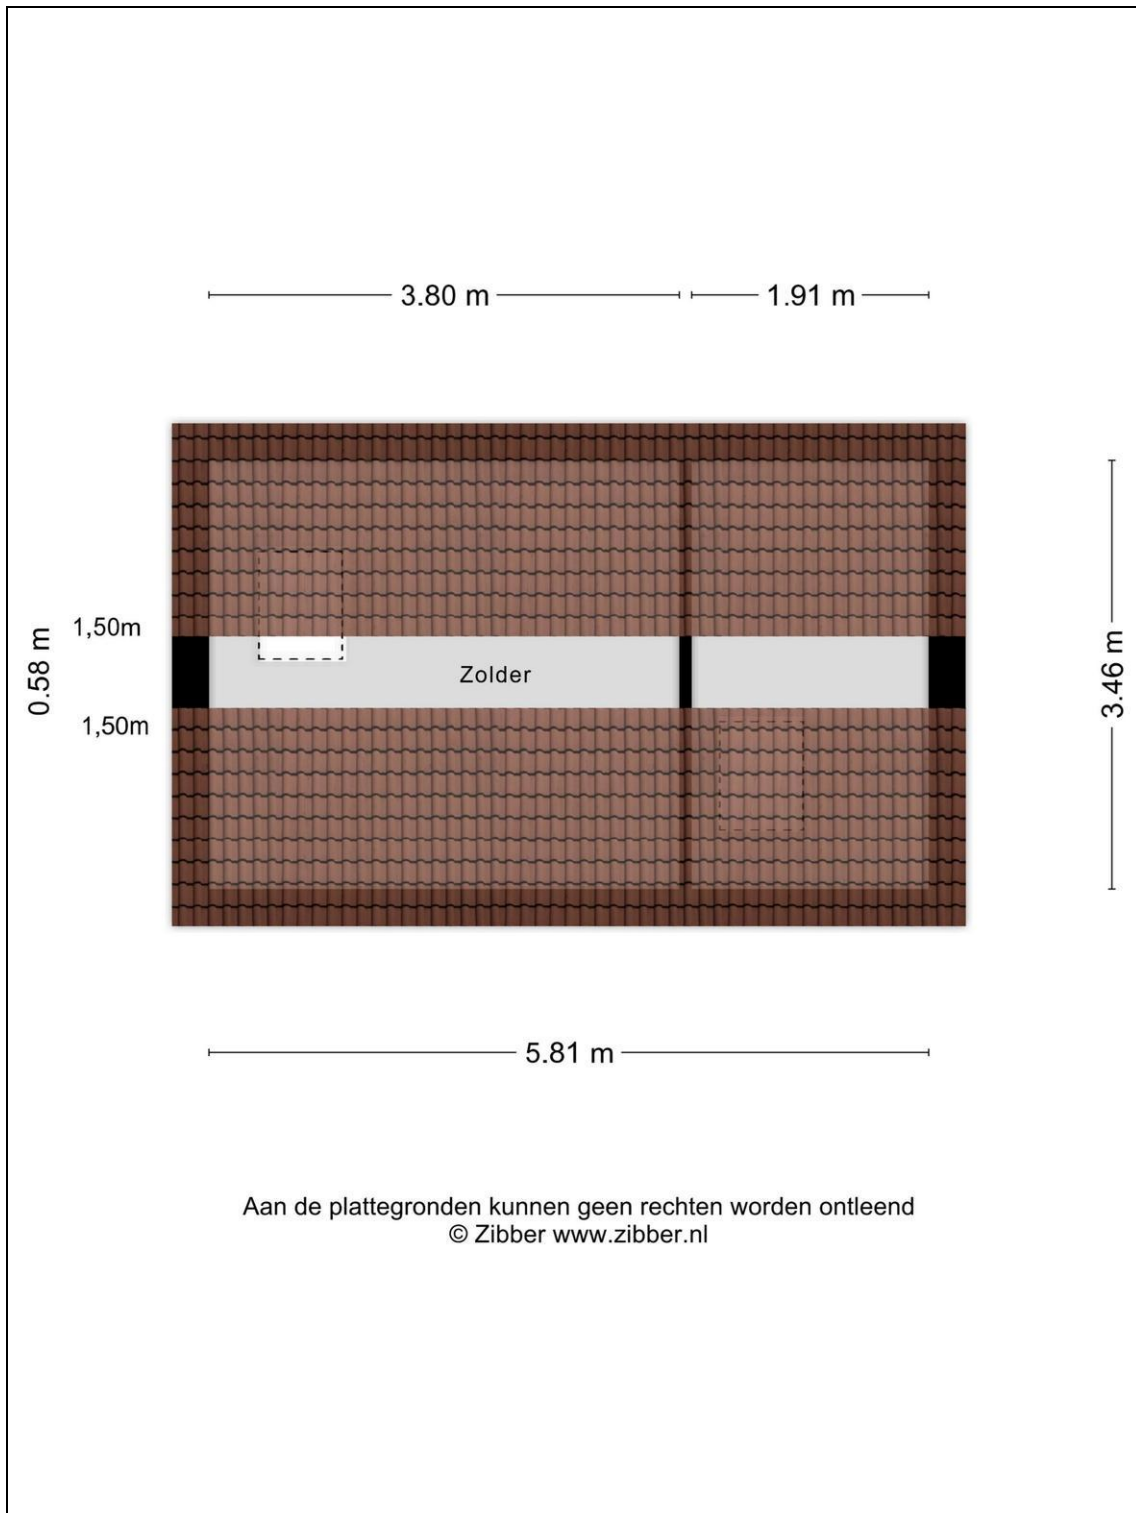 3.80 m
1.91 m
1,50m
0.58 m
Zolder
3.46 m
1,50m
5.81 m
Aan de plattegronden kunnen geen rechten worden ontleend
© Zibber www.zibber.nl